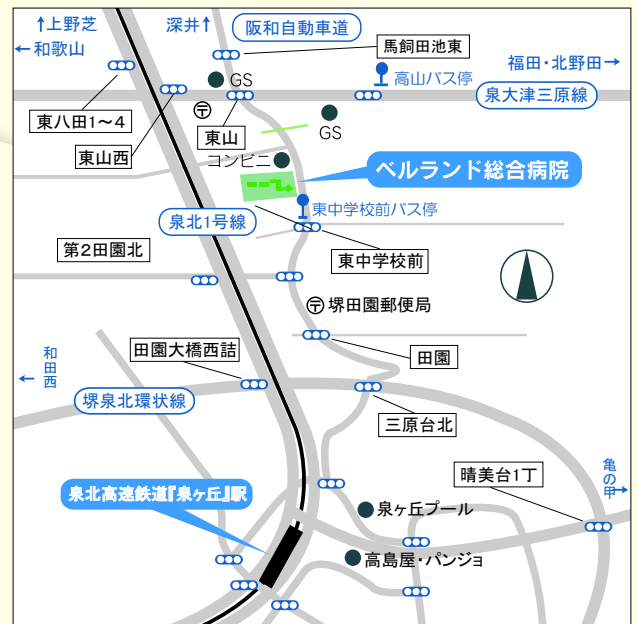 ↑上野芝
深井↑
阪和自動車道
←和歌山
馬飼田池東
福田・北野田→
GS
高山バス停
泉大津三原線
東八田1〜4
〒
東山
GS
東山西
コンビニ
ベルランド総合病院
泉北1号線
東中学校前バス停
第2田園北
東中学校前
〒堺田園郵便局
田園大橋西詰
田園
和田西
←
堺泉北環状線
三原台北
晴美台1丁
亀の甲
→
泉北高速鉄道『泉ヶ丘』駅
泉ヶ丘プール
高島屋・パンジョ